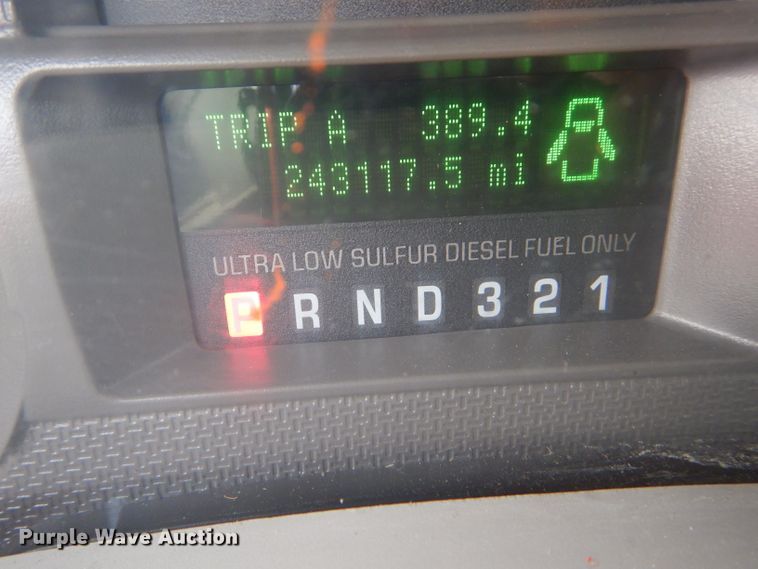 TRIP A 389.4
243117.5 mi
ULTRA LOW SULFUR DIESEL FUEL ONLY
P R N D 3 2 1
Purple Wave Auction